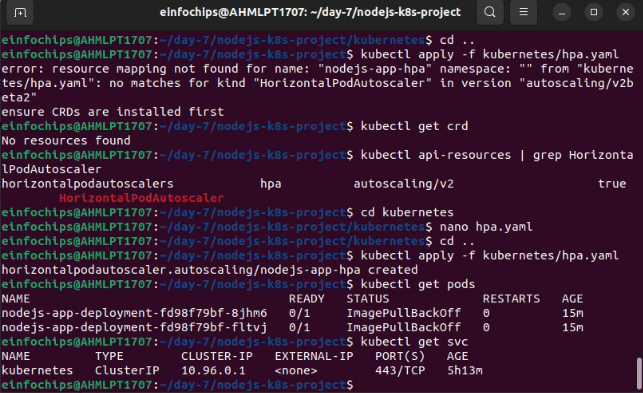 einfochips@AHMLPT1707: ~/day-7/nodejs-k8s-project
einfochips@AHMLPT1707:~/day-7/nodejs-k8s-project/kubernetes$ cd ..
einfochips@AHMLPT1707:~/day-7/nodejs-k8s-project$ kubectl apply -f kubernetes/hpa.yaml
error: resource mapping not found for name: "nodejs-app-hpa" namespace: "" from "kuberne
tes/hpa.yaml": no matches for kind "HorizontalPodAutoscaler" in version "autoscaling/v2b
eta2"
ensure CRDs are installed first
einfochips@AHMLPT1707:~/day-7/nodejs-k8s-project$ kubectl get crd
No resources found
einfochips@AHMLPT1707:~/day-7/nodejs-k8s-project$ kubectl api-resources | grep Horizonta
lPodAutoscaler
horizontalpodautoscalers hpa autoscaling/v2 true
HorizontalPodAutoscaler
einfochips@AHMLPT1707:~/day-7/nodejs-k8s-project$ cd kubernetes
einfochips@AHMLPT1707:~/day-7/nodejs-k8s-project/kubernetes$ nano hpa.yaml
einfochips@AHMLPT1707:~/day-7/nodejs-k8s-project/kubernetes$ cd ..
einfochips@AHMLPT1707:~/day-7/nodejs-k8s-project$ kubectl apply -f kubernetes/hpa.yaml
horizontalpodautoscaler.autoscaling/nodejs-app-hpa created
einfochips@AHMLPT1707:~/day-7/nodejs-k8s-project$ kubectl get pods
NAME READY STATUS RESTARTS AGE
nodejs-app-deployment-fd98f79bf-8jhm6 0/1 ImagePullBackOff 0 15m
nodejs-app-deployment-fd98f79bf-fltvj 0/1 ImagePullBackOff 0 15m
einfochips@AHMLPT1707:~/day-7/nodejs-k8s-project$ kubectl get svc
NAME TYPE CLUSTER-IP EXTERNAL-IP PORT(S) AGE
kubernetes ClusterIP 10.96.0.1 <none> 443/TCP 5h13m
einfochips@AHMLPT1707:~/day-7/nodejs-k8s-project$